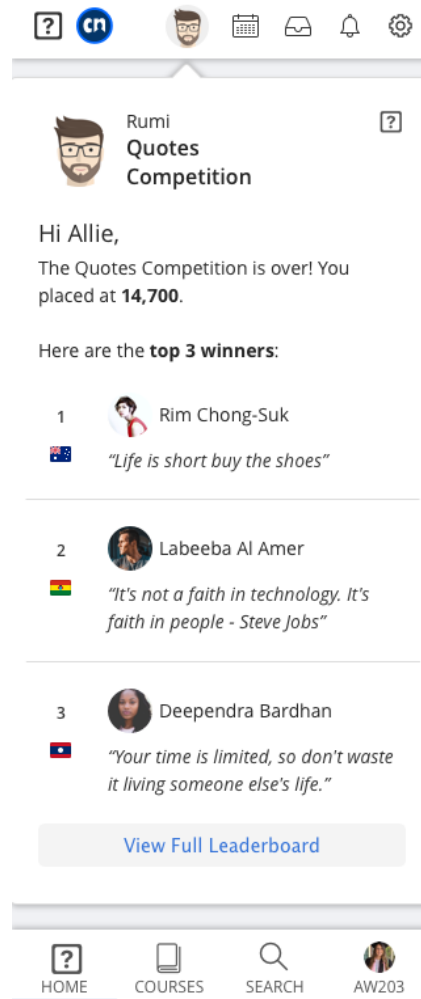 ?
cn
Rumi
?
Quotes
Competition
Hi Allie,
The Quotes Competition is over! You
placed at 14,700.
Here are the top 3 winners:
1
Rim Chong-Suk
“Life is short buy the shoes”
2
Labeeba Al Amer
“It's not a faith in technology. It's
faith in people - Steve Jobs”
3
Deependra Bardhan
“Your time is limited, so don't waste
it living someone else's life.”
View Full Leaderboard
?
HOME
COURSES
SEARCH
AW203